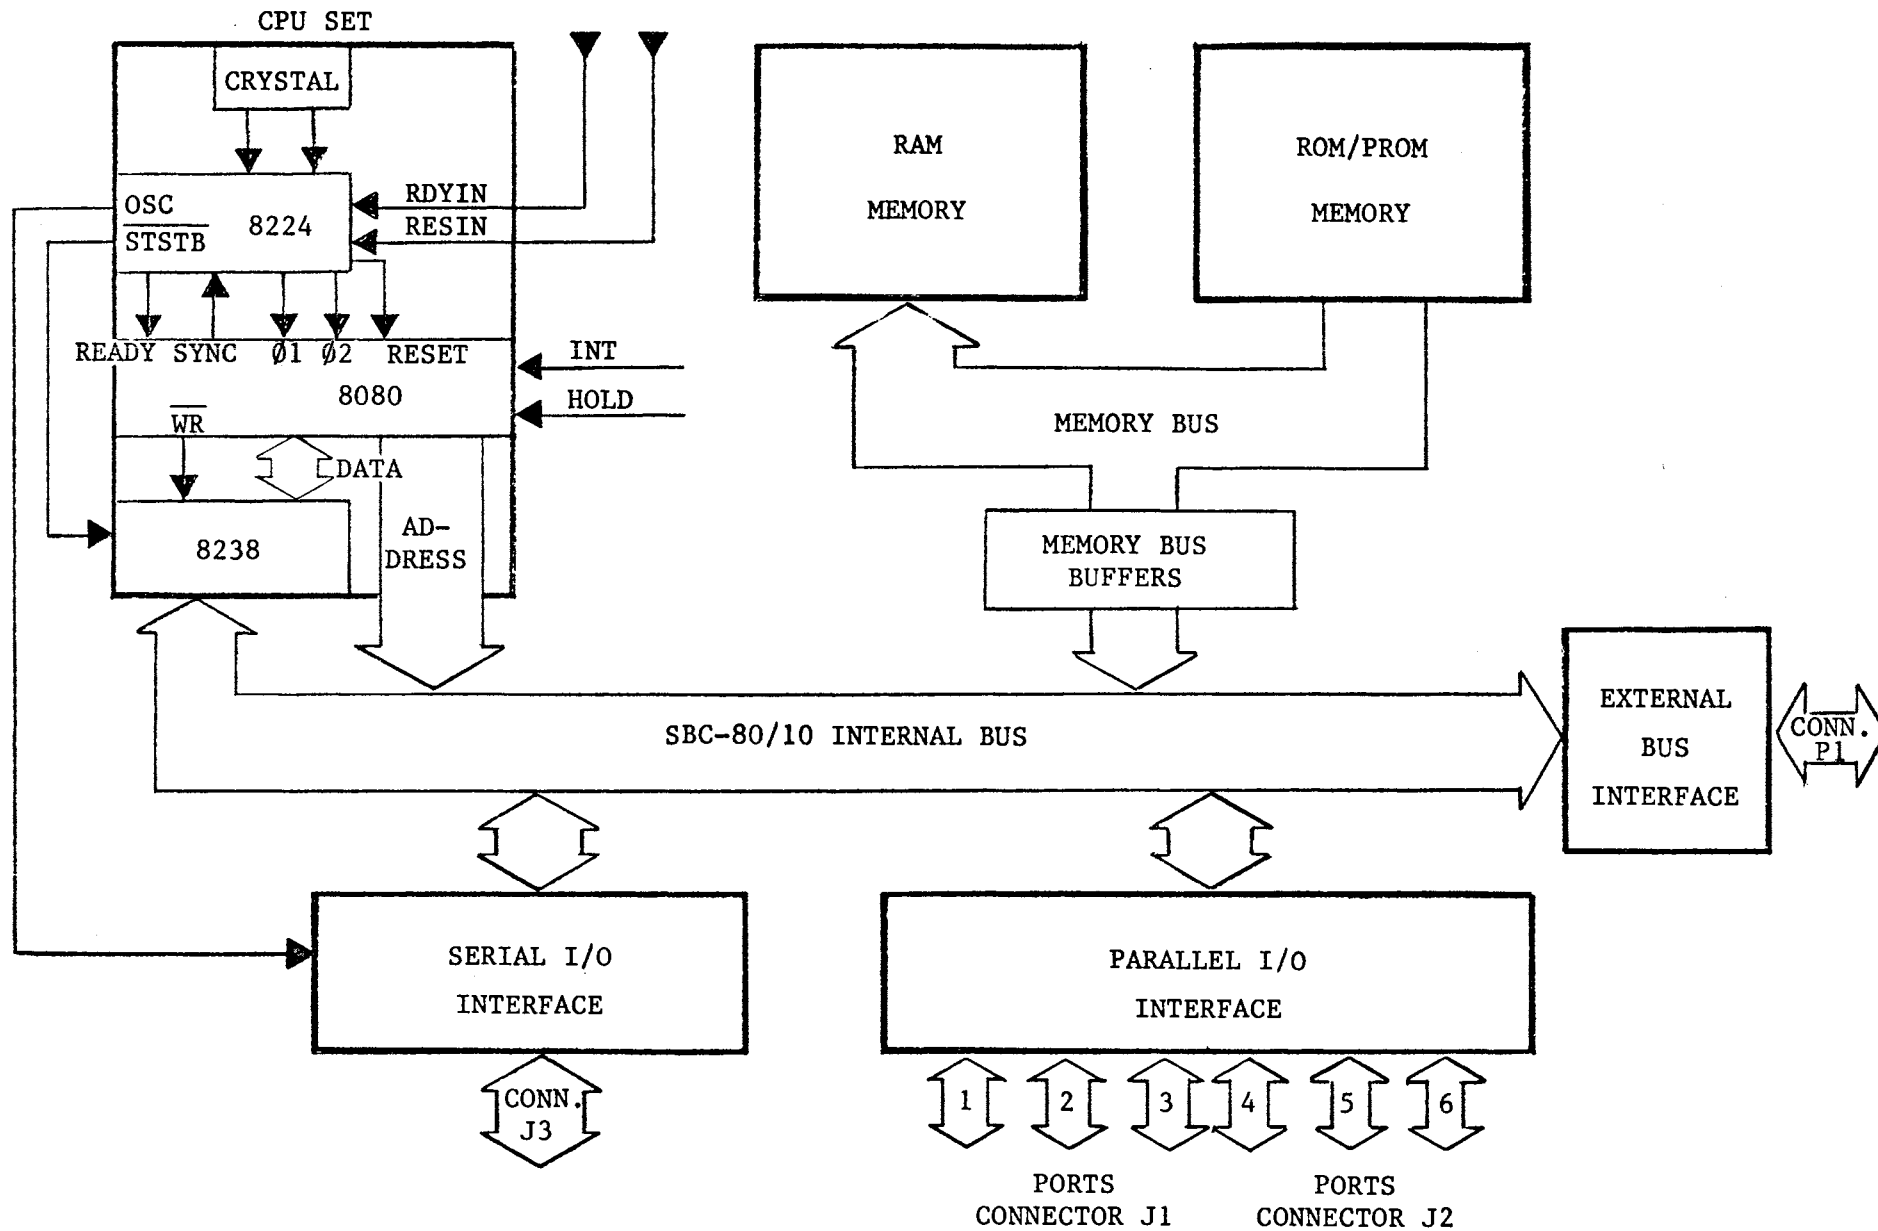 CPU SET
CRYSTAL
RDYIN
OSC
8224
RESIN
STSTB
READY SYNC Ø1 Ø2 RESET
INT
8080
HOLD
WR
DATA
8238
AD-
DRESS
RAM
MEMORY
ROM/PROM
MEMORY
MEMORY BUS
MEMORY BUS
BUFFERS
SBC-80/10 INTERNAL BUS
EXTERNAL
BUS
INTERFACE
CONN.
P1
SERIAL I/O
INTERFACE
PARALLEL I/O
INTERFACE
CONN.
J3
1 2 3 4 5 6
PORTS
CONNECTOR J1
PORTS
CONNECTOR J2